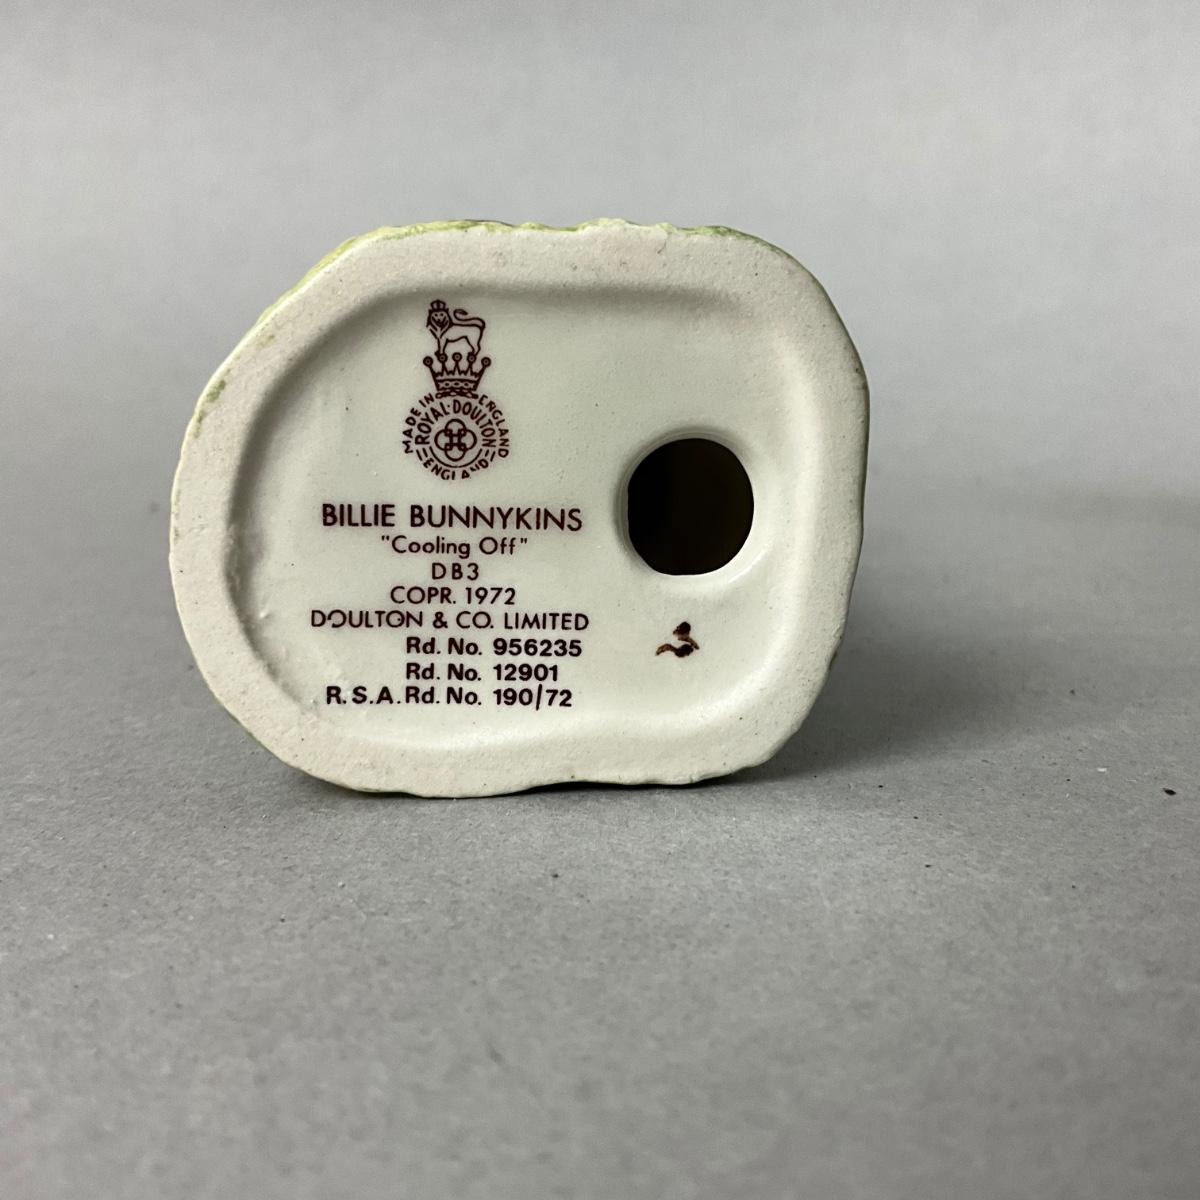 MADE IN ENGLAND
ROYAL·DOULTON
ENGLAND
BILLIE BUNNYKINS
"Cooling Off"
DB3
COPR. 1972
DOULTON & CO. LIMITED
Rd. No. 956235
Rd. No. 12901
R.S.A. Rd. No. 190/72